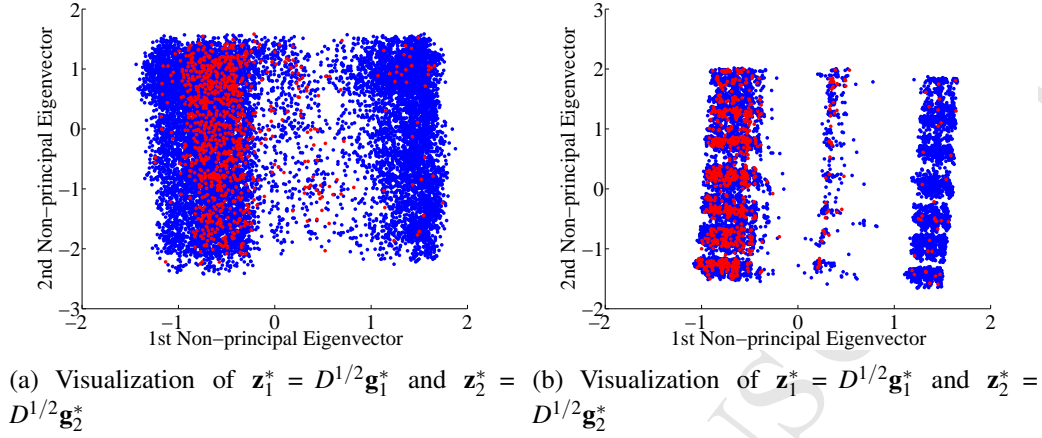 2
1
0
−1
−2
−3
−2
−1
0
1
2
2nd Non−principal Eigenvector
1st Non−principal Eigenvector
3
2
1
0
−1
−2
−2
−1
0
1
2
2nd Non−principal Eigenvector
1st Non−principal Eigenvector
(a) Visualization of z₁* = D^{1/2}g₁* and z₂* =
D^{1/2}g₂*
(b) Visualization of z₁* = D^{1/2}g₁* and z₂* =
D^{1/2}g₂*